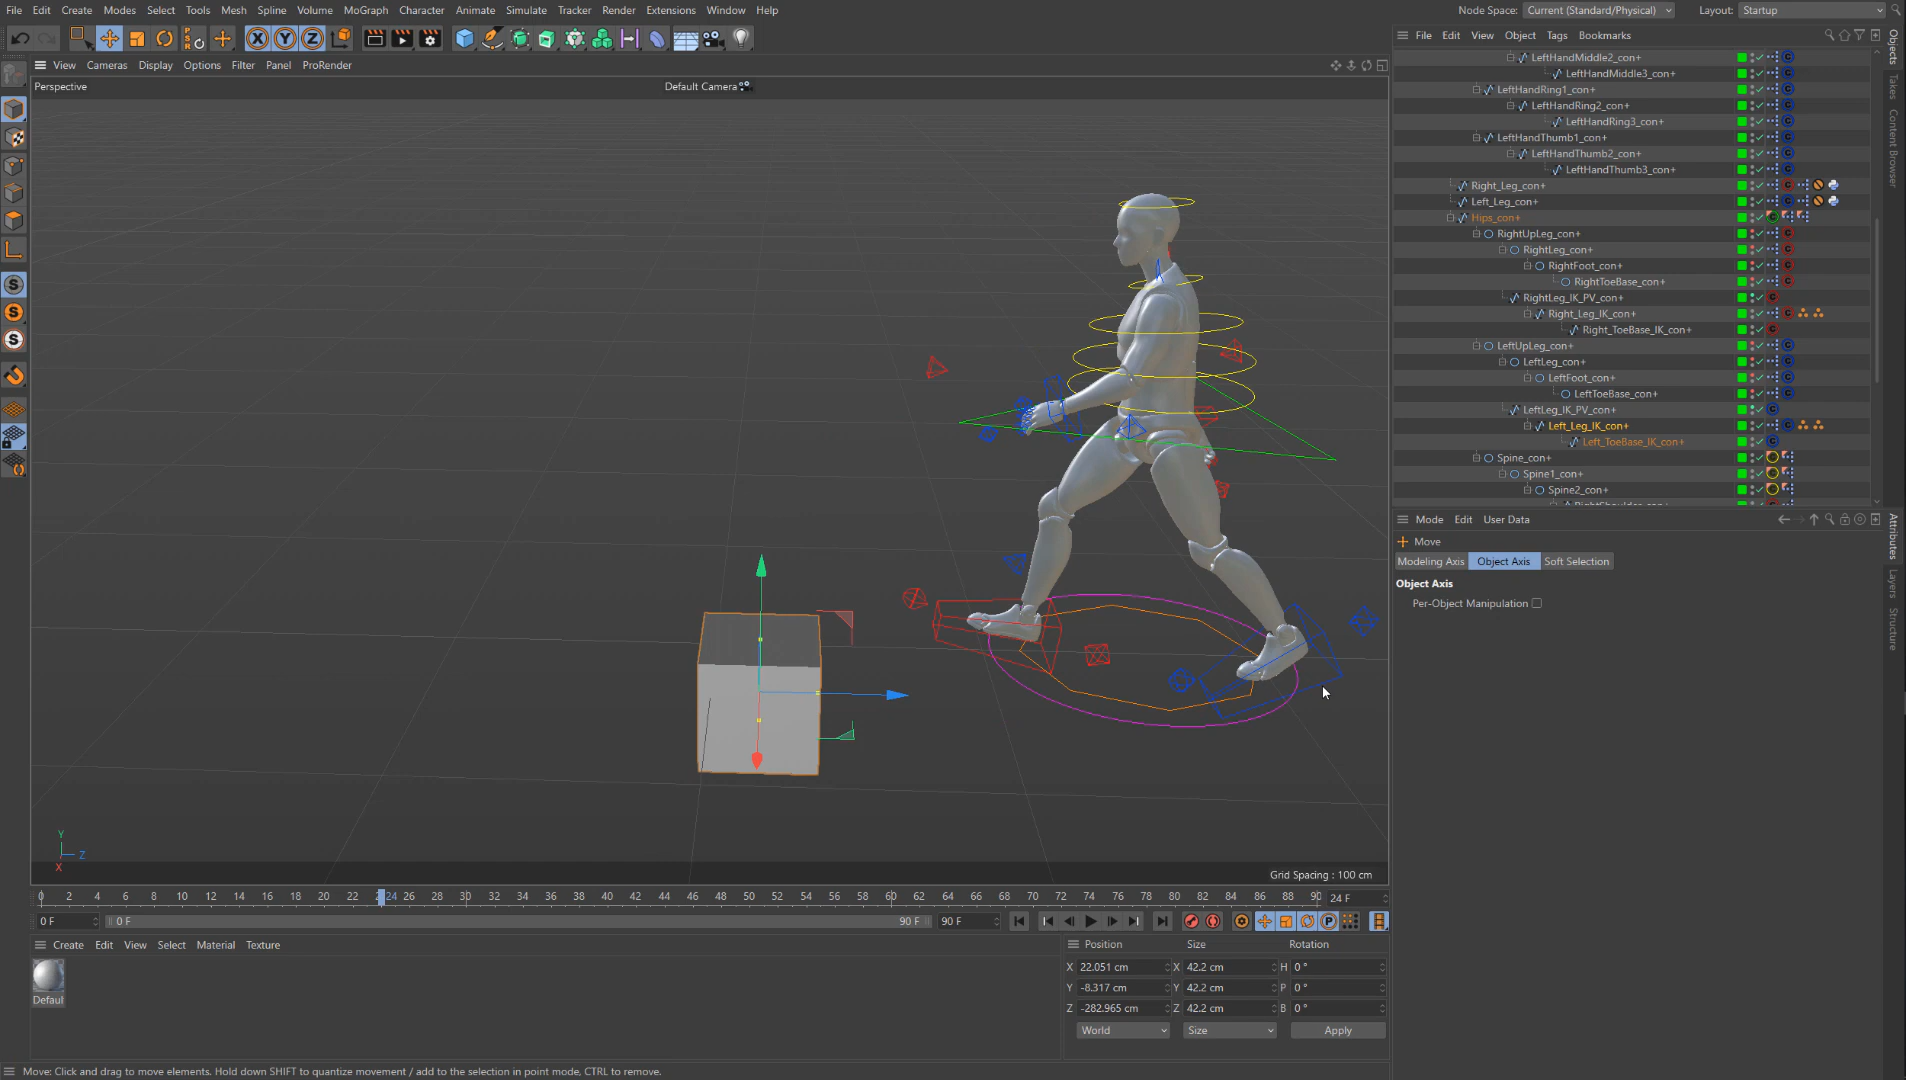 File Edit Create Modes Select Tools Mesh Spline Volume MoGraph Character Animate Simulate Tracker Render Extensions Window Help Node Space: Current (Standard/Physical) Layout: Startup
View Cameras Display Options Filter Panel ProRender
Perspective
Default Camera
Grid Spacing : 100 cm
Y
Z
X
File Edit View Object Tags Bookmarks
LeftHandMiddle2_con+
LeftHandMiddle3_con+
LeftHandRing1_con+
LeftHandRing2_con+
LeftHandRing3_con+
LeftHandThumb1_con+
LeftHandThumb2_con+
LeftHandThumb3_con+
Right_Leg_con+
Left_Leg_con+
Hips_con+
RightUpLeg_con+
RightLeg_con+
RightFoot_con+
RightToeBase_con+
RightLeg_IK_PV_con+
Right_Leg_IK_con+
Right_ToeBase_IK_con+
LeftUpLeg_con+
LeftLeg_con+
LeftFoot_con+
LeftToeBase_con+
LeftLeg_IK_PV_con+
Left_Leg_IK_con+
Left_ToeBase_IK_con+
Spine_con+
Spine1_con+
Spine2_con+
Objects
Takes
Content Browser
Mode Edit User Data
Move
Modeling Axis Object Axis Soft Selection
Object Axis
Per-Object Manipulation
Attributes
Layers
Structure
0 2 4 6 8 10 12 14 16 18 20 22 24 26 28 30 32 34 36 38 40 42 44 46 48 50 52 54 56 58 60 62 64 66 68 70 72 74 76 78 80 82 84 86 88 90 24 F
0 F 0 F 90 F 90 F
Create Edit View Select Material Texture
Defaul
Position Size Rotation
X 22.051 cm X 42.2 cm H 0 °
Y -8.317 cm Y 42.2 cm P 0 °
Z -282.965 cm Z 42.2 cm B 0 °
World Size Apply
Move: Click and drag to move elements. Hold down SHIFT to quantize movement / add to the selection in point mode, CTRL to remove.